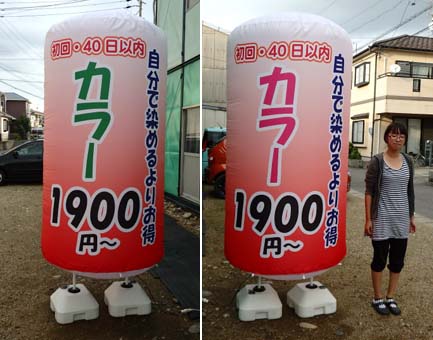 初回・40日以内
自分で染めるよりお得
カラー
1900
円～
初回・40日以内
自分で染めるよりお得
カラー
1900
円～